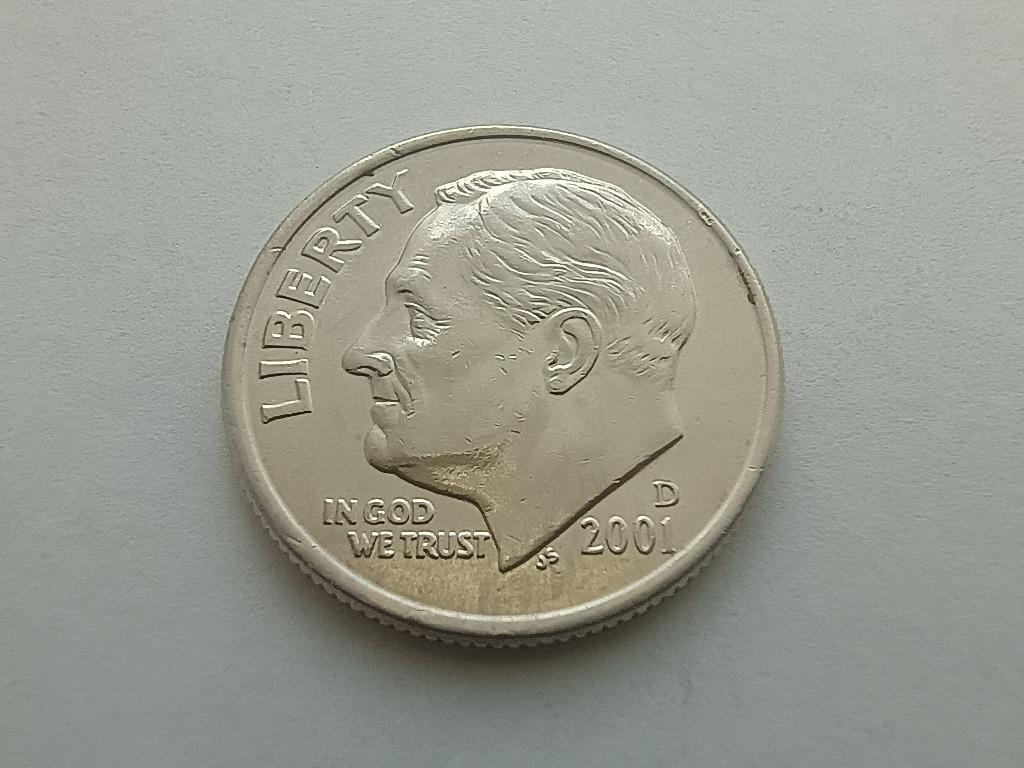 LIBERTY
IN GOD
WE TRUST
JS
D
2001